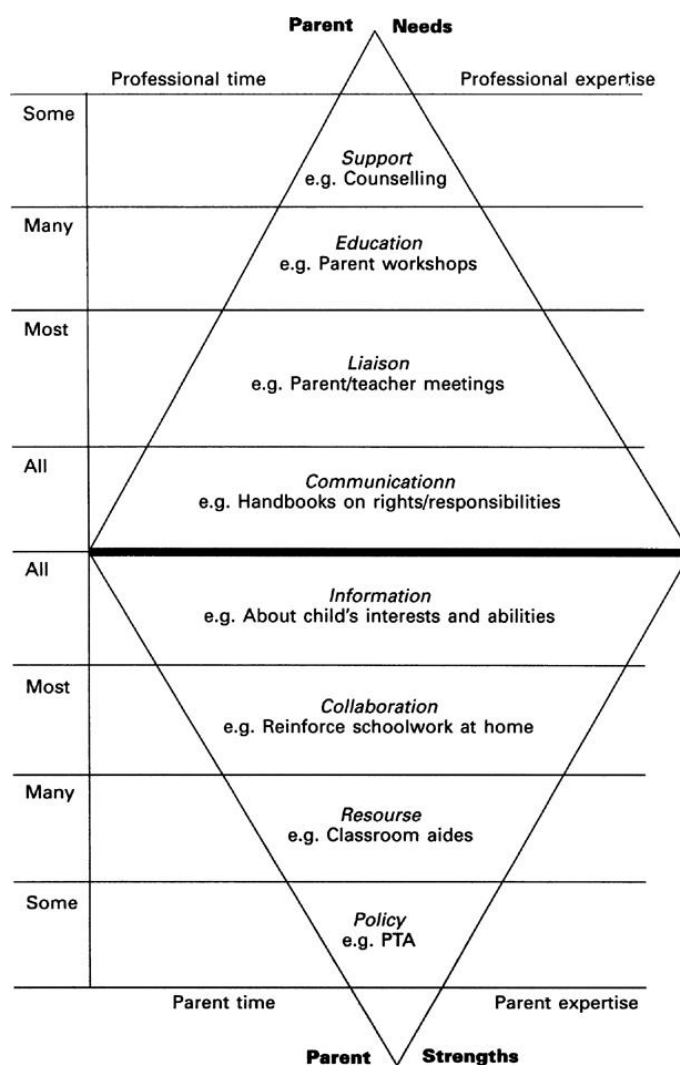 Parent Needs
Professional time Professional expertise
Some
Support
e.g. Counselling
Many
Education
e.g. Parent workshops
Most
Liaison
e.g. Parent/teacher meetings
All
Communicationn
e.g. Handbooks on rights/responsibilities
All
Information
e.g. About child's interests and abilities
Most
Collaboration
e.g. Reinforce schoolwork at home
Many
Resourse
e.g. Classroom aides
Some
Policy
e.g. PTA
Parent time Parent expertise
Parent Strengths